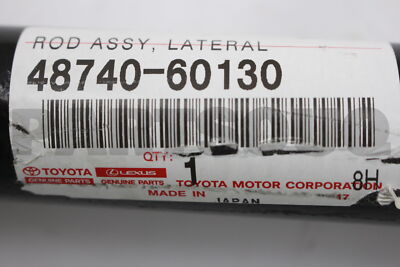 ROD ASSY, LATERAL
48740-60130
QTY:
1
TOYOTA LEXUS
GENUINE PARTS GENUINE PARTS
TOYOTA MOTOR CORPORATION
8H
MADE IN JAPAN
17